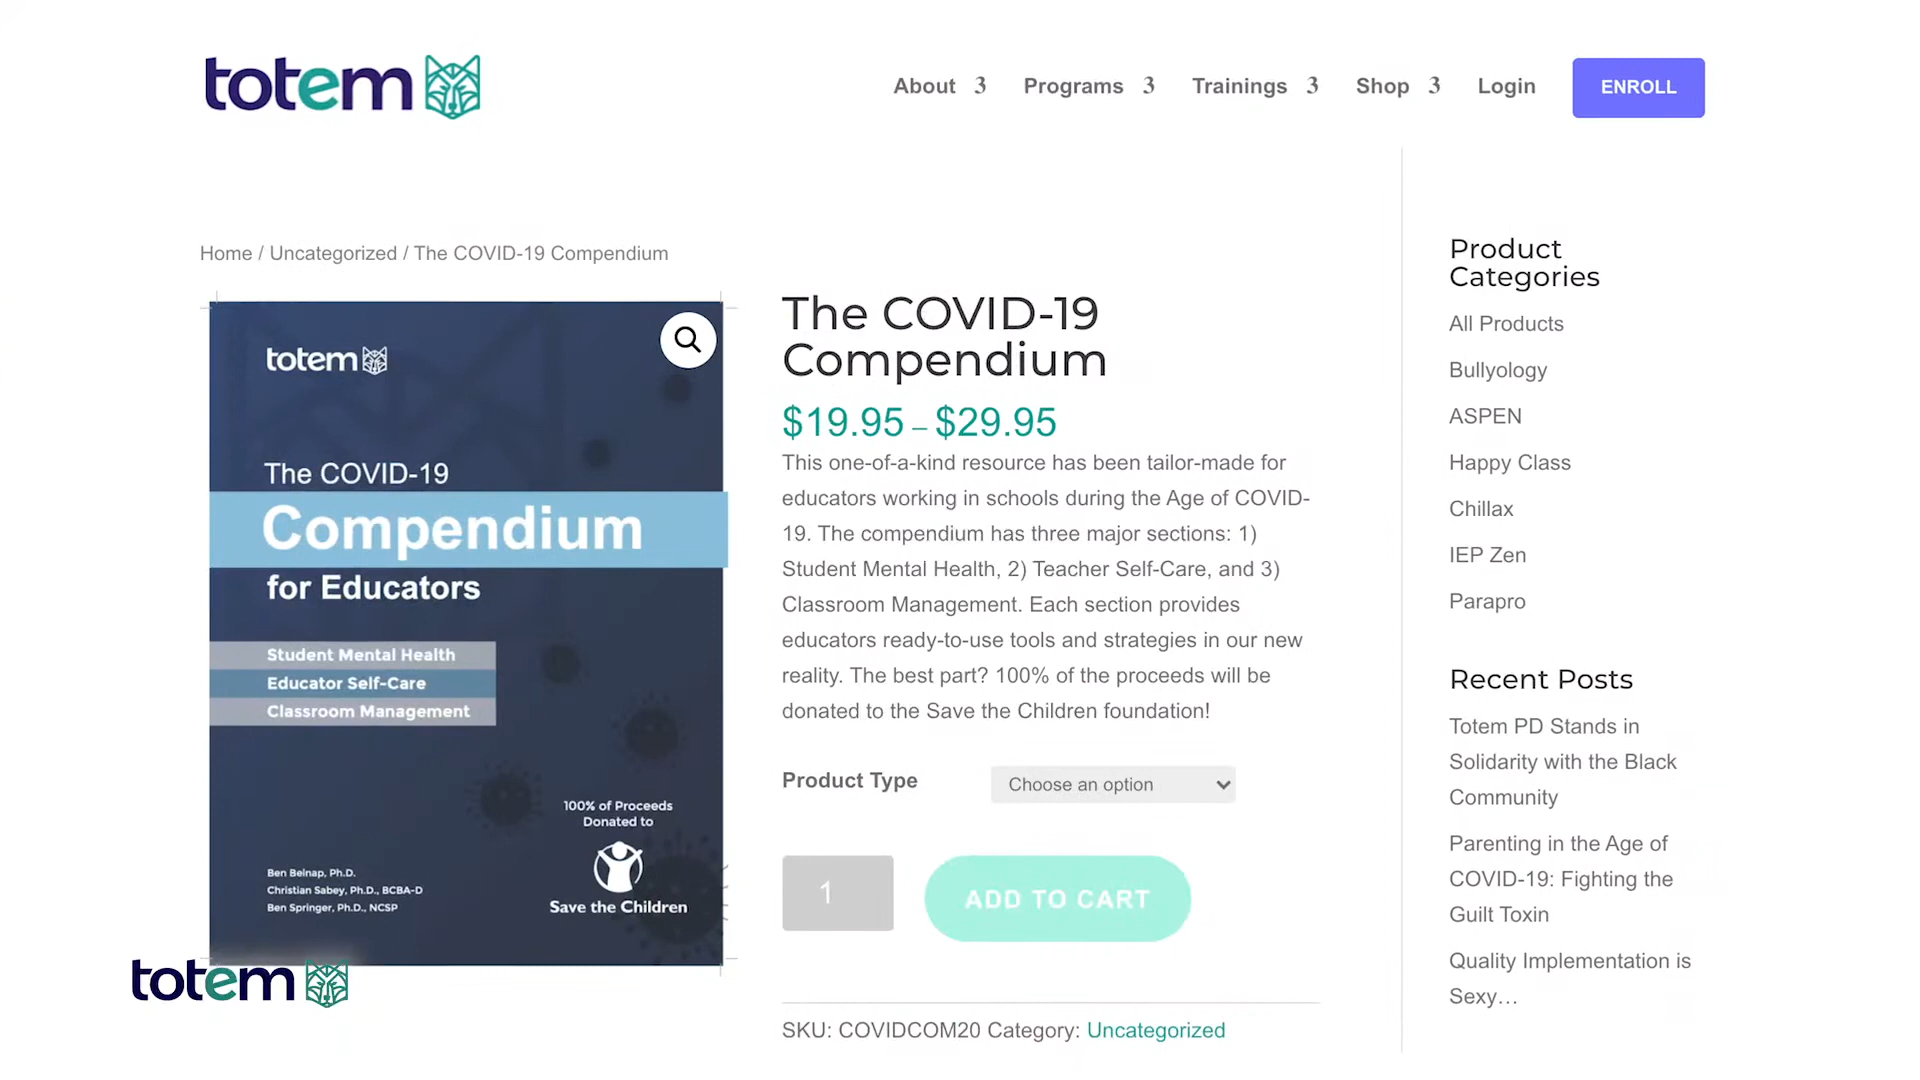 totem
About 3 Programs 3 Trainings 3 Shop 3 Login ENROLL
Home / Uncategorized / The COVID-19 Compendium
totem
The COVID-19
Compendium
for Educators
Student Mental Health
Educator Self-Care
Classroom Management
100% of Proceeds
Donated to
Save the Children
Ben Belnap, Ph.D.
Christian Sabey, Ph.D., BCBA-D
Ben Springer, Ph.D., NCSP
totem
The COVID-19
Compendium
$19.95 – $29.95
This one-of-a-kind resource has been tailor-made for
educators working in schools during the Age of COVID-
19. The compendium has three major sections: 1)
Student Mental Health, 2) Teacher Self-Care, and 3)
Classroom Management. Each section provides
educators ready-to-use tools and strategies in our new
reality. The best part? 100% of the proceeds will be
donated to the Save the Children foundation!
Product Type Choose an option
1 ADD TO CART
SKU: COVIDCOM20 Category: Uncategorized
Product
Categories
All Products
Bullyology
ASPEN
Happy Class
Chillax
IEP Zen
Parapro
Recent Posts
Totem PD Stands in
Solidarity with the Black
Community
Parenting in the Age of
COVID-19: Fighting the
Guilt Toxin
Quality Implementation is
Sexy…